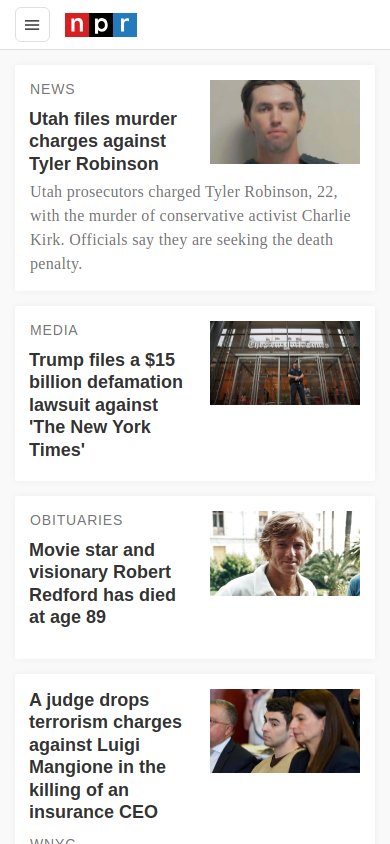 npr
NEWS
Utah files murder
charges against
Tyler Robinson
Utah prosecutors charged Tyler Robinson, 22,
with the murder of conservative activist Charlie
Kirk. Officials say they are seeking the death
penalty.
MEDIA
Trump files a $15
billion defamation
lawsuit against
'The New York
Times'
OBITUARIES
Movie star and
visionary Robert
Redford has died
at age 89
A judge drops
terrorism charges
against Luigi
Mangione in the
killing of an
insurance CEO
WNYC